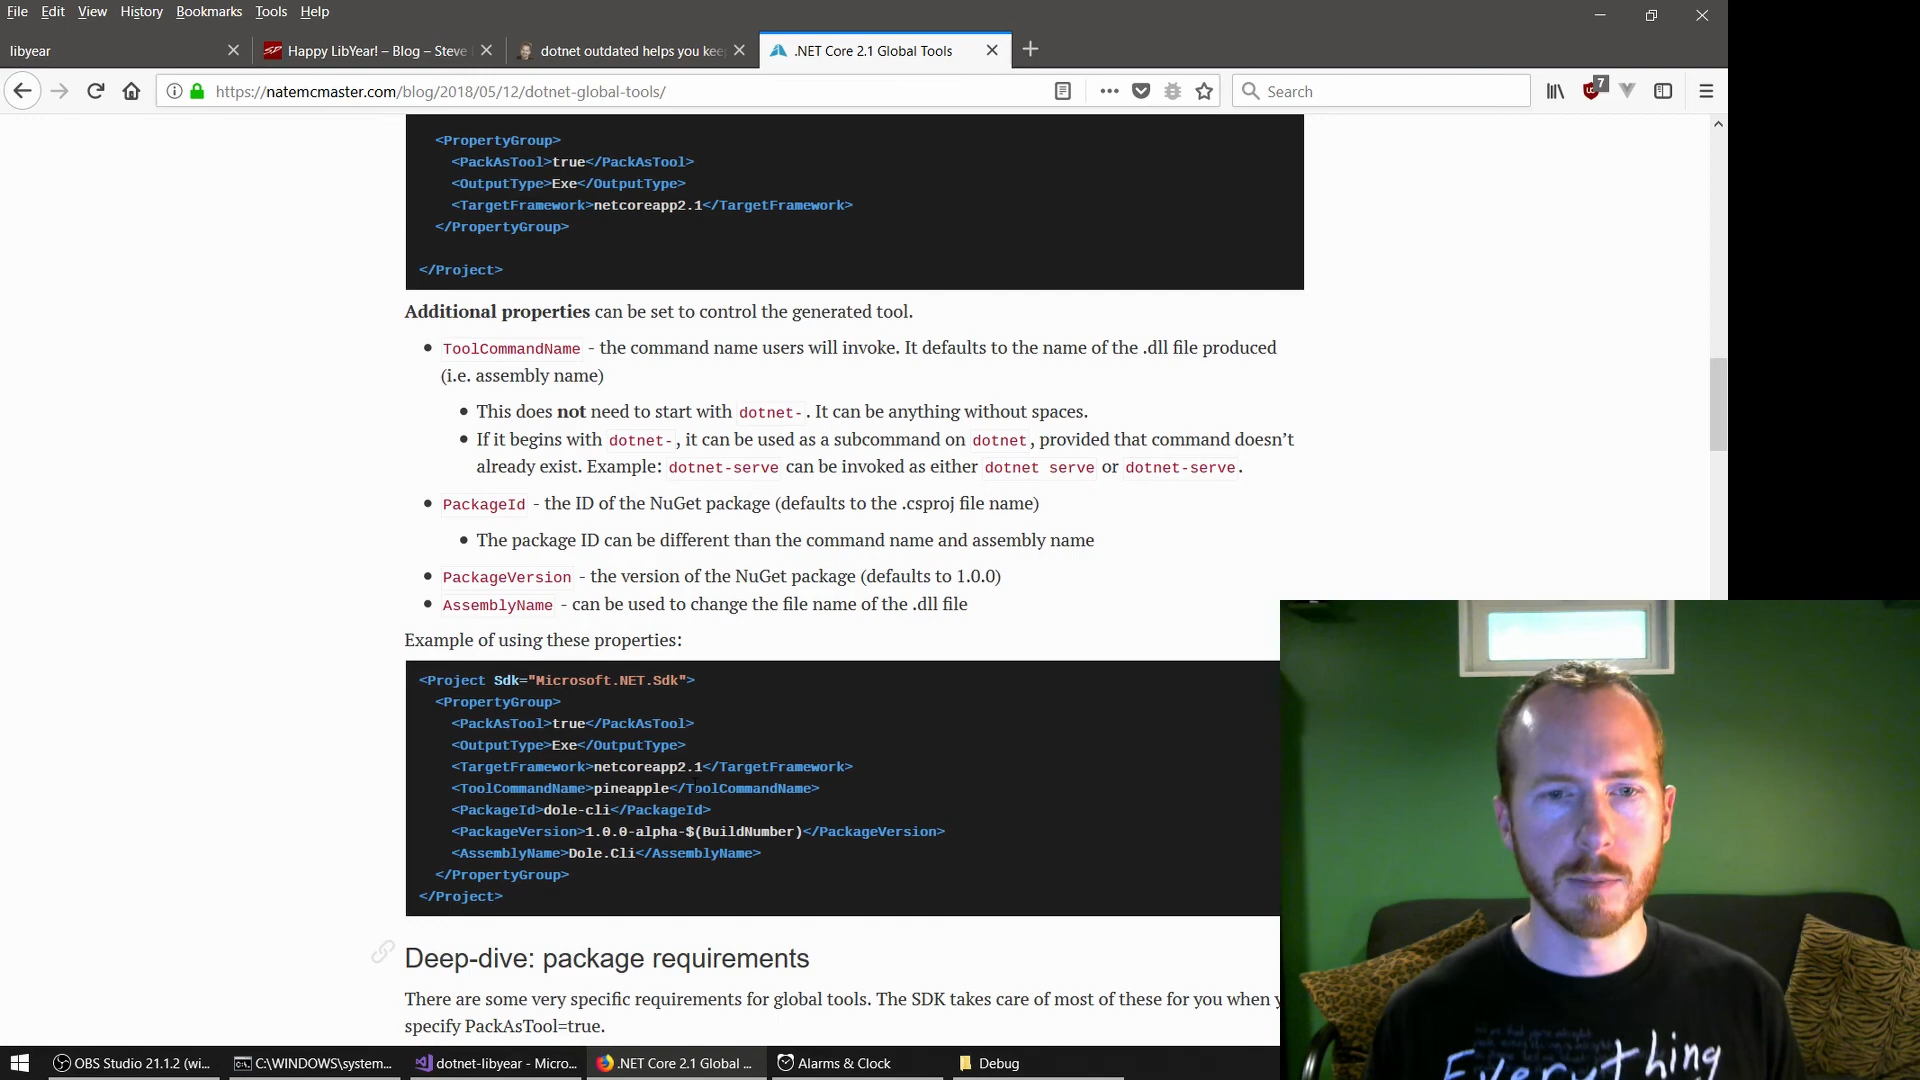 File Edit View History Bookmarks Tools Help
libyear
SP Happy LibYear! – Blog – Steve
dotnet outdated helps you kee
.NET Core 2.1 Global Tools
https://natemcmaster.com/blog/2018/05/12/dotnet-global-tools/
Search
7
<PropertyGroup>
<PackAsTool>true</PackAsTool>
<OutputType>Exe</OutputType>
<TargetFramework>netcoreapp2.1</TargetFramework>
</PropertyGroup>
</Project>
Additional properties can be set to control the generated tool.
ToolCommandName - the command name users will invoke. It defaults to the name of the .dll file produced
(i.e. assembly name)
This does not need to start with dotnet-. It can be anything without spaces.
If it begins with dotnet-, it can be used as a subcommand on dotnet, provided that command doesn’t
already exist. Example: dotnet-serve can be invoked as either dotnet serve or dotnet-serve.
PackageId - the ID of the NuGet package (defaults to the .csproj file name)
The package ID can be different than the command name and assembly name
PackageVersion - the version of the NuGet package (defaults to 1.0.0)
AssemblyName - can be used to change the file name of the .dll file
Example of using these properties:
<Project Sdk="Microsoft.NET.Sdk">
<PropertyGroup>
<PackAsTool>true</PackAsTool>
<OutputType>Exe</OutputType>
<TargetFramework>netcoreapp2.1</TargetFramework>
<ToolCommandName>pineapple</ToolCommandName>
<PackageId>dole-cli</PackageId>
<PackageVersion>1.0.0-alpha-$(BuildNumber)</PackageVersion>
<AssemblyName>Dole.Cli</AssemblyName>
</PropertyGroup>
</Project>
Deep-dive: package requirements
There are some very specific requirements for global tools. The SDK takes care of most of these for you when
specify PackAsTool=true.
Everything
OBS Studio 21.1.2 (wi...
C:\WINDOWS\system...
dotnet-libyear - Micro...
.NET Core 2.1 Global ...
Alarms & Clock
Debug